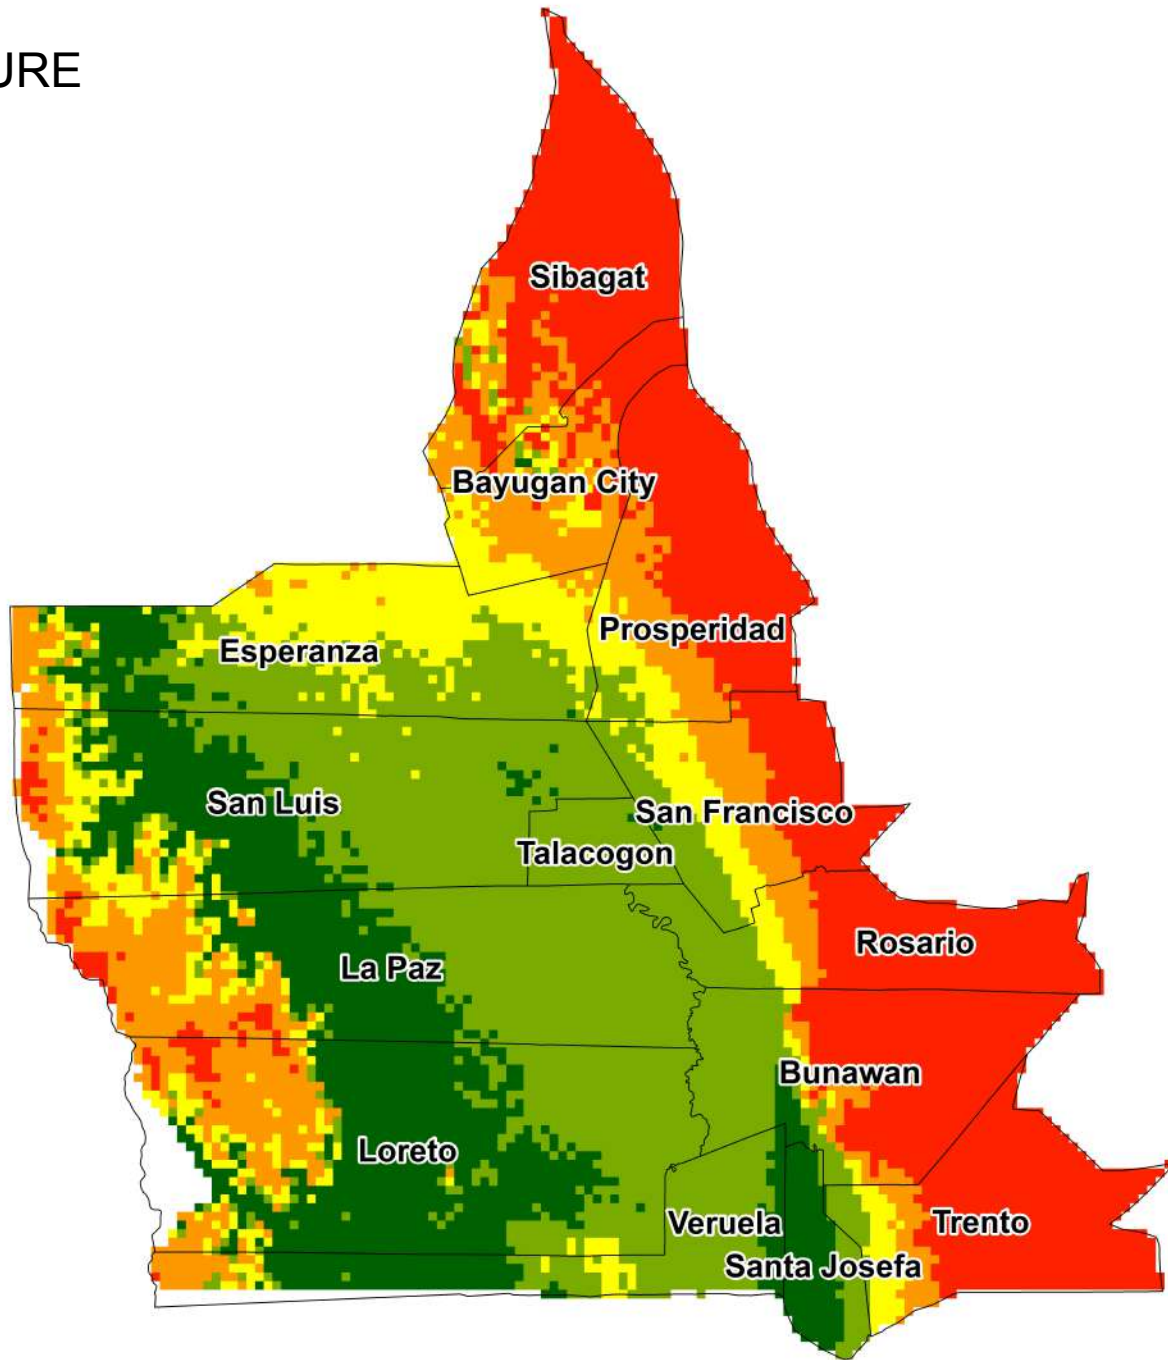 URE
Sibagat
Bayugan City
Prosperidad
Esperanza
San Luis
San Francisco
Talacogon
Rosario
La Paz
Bunawan
Loreto
Veruela
Trento
Santa Josefa